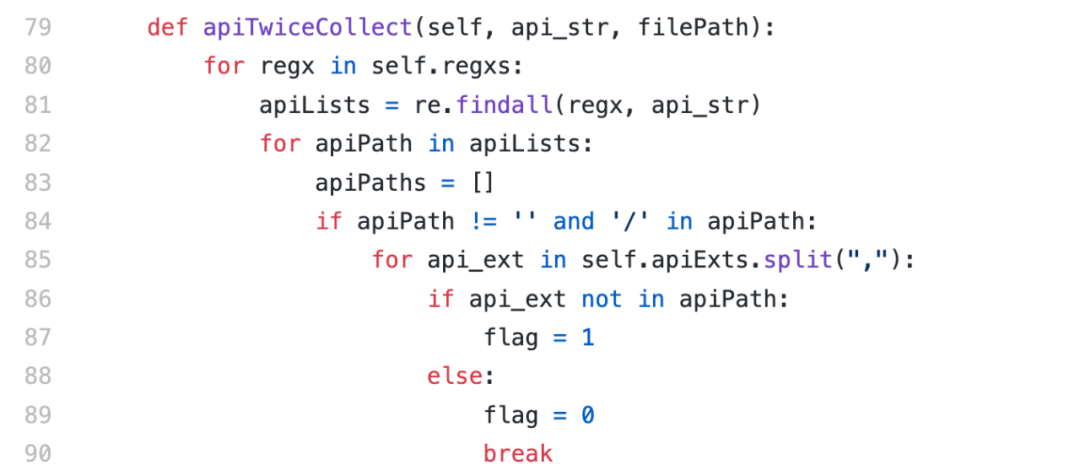 79 def apiTwiceCollect(self, api_str, filePath):
80 for regx in self.regxs:
81 apiLists = re.findall(regx, api_str)
82 for apiPath in apiLists:
83 apiPaths = []
84 if apiPath != '' and '/' in apiPath:
85 for api_ext in self.apiExts.split(","):
86 if api_ext not in apiPath:
87 flag = 1
88 else:
89 flag = 0
90 break